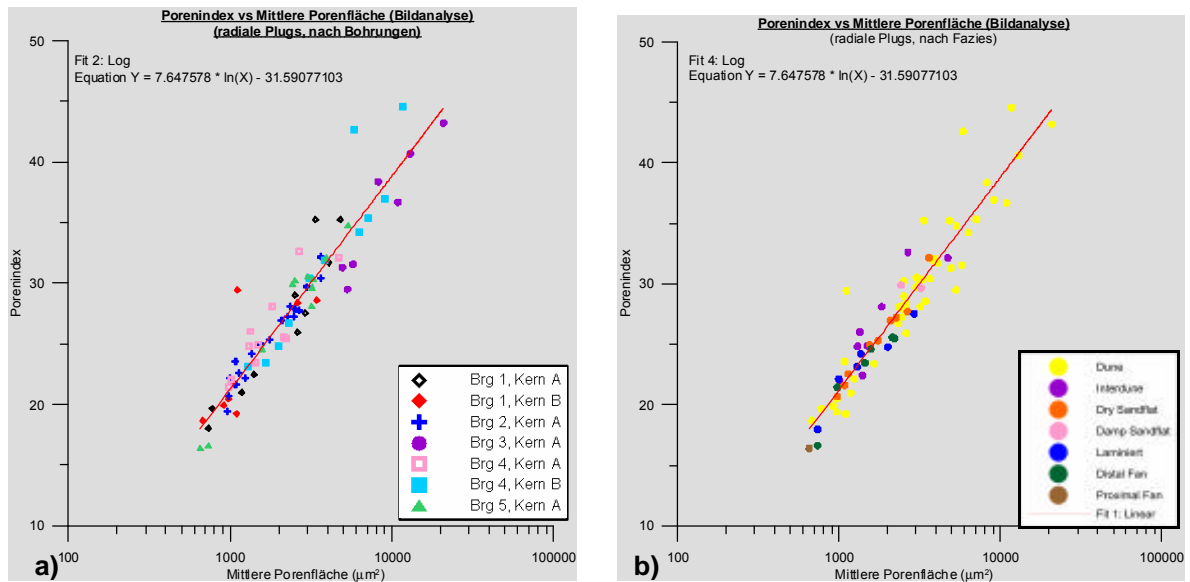 Porenindex vs Mittlere Porenfläche (Bildanalyse)
(radiale Plugs, nach Bohrungen)
50
Fit 2: Log
Equation Y = 7.647578 * ln(X) - 31.59077103
40
30
20
10
Porenindex
Brg 1, Kern A
Brg 1, Kern B
Brg 2, Kern A
Brg 3, Kern A
Brg 4, Kern A
Brg 4, Kern B
Brg 5, Kern A
100 1000 10000 100000
a)
Mittlere Porenfläche (µm²)
Porenindex vs Mittlere Porenfläche (Bildanalyse)
(radiale Plugs, nach Fazies)
50
Fit 4: Log
Equation Y = 7.647578 * ln(X) - 31.59077103
40
30
20
10
Porenindex
Dune
Interdune
Dry Sandflat
Damp Sandflat
Laminiert
Distal Fan
Proximal Fan
Fit 1: Linear
100 1000 10000 100000
b)
Mittlere Porenfläche (µm²)